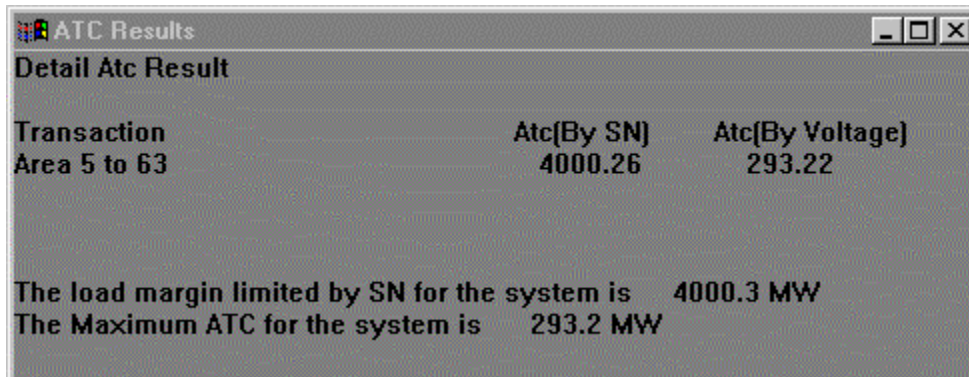 ATC Results
Detail Atc Result
Transaction Atc(By SN) Atc(By Voltage)
Area 5 to 63 4000.26 293.22
The load margin limited by SN for the system is 4000.3 MW
The Maximum ATC for the system is 293.2 MW